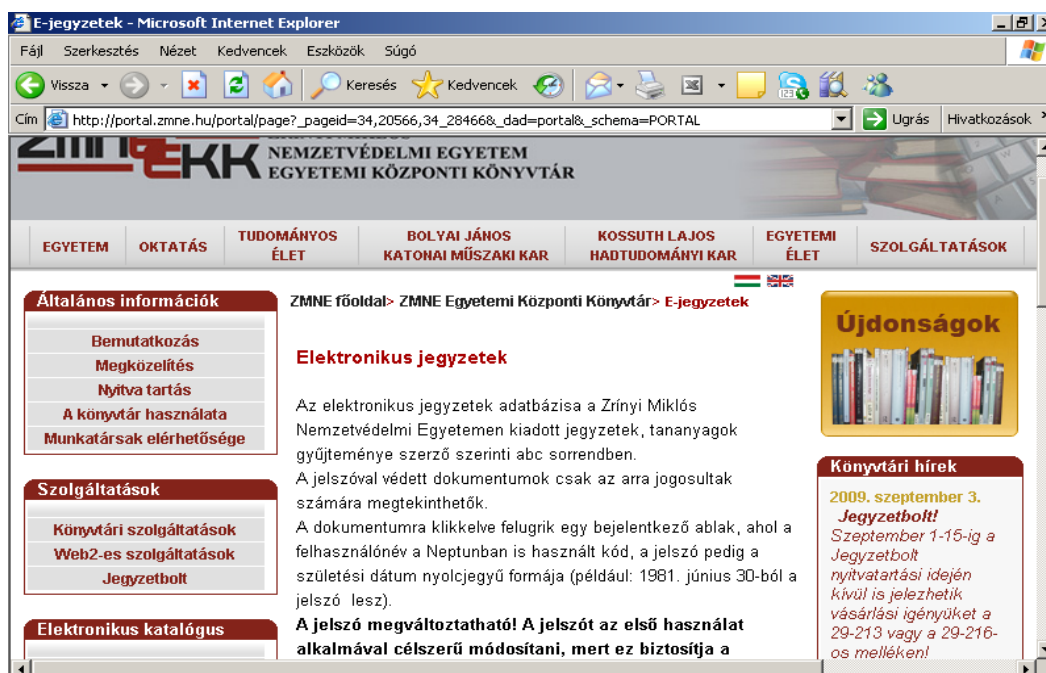 E-jegyzetek - Microsoft Internet Explorer
Fájl Szerkesztés Nézet Kedvencek Eszközök Súgó
Vissza Keresés Kedvencek
Cím http://portal.zmne.hu/portal/page?_pageid=34,20566,34_28466&_dad=portal&_schema=PORTAL Ugrás Hivatkozások
NEMZETVÉDELMI EGYETEM
EKK EGYETEMI KÖZPONTI KÖNYVTÁR
EGYETEM OKTATÁS TUDOMÁNYOS ÉLET BOLYAI JÁNOS KATONAI MŰSZAKI KAR KOSSUTH LAJOS HADTUDOMÁNYI KAR EGYETEMI ÉLET SZOLGÁLTATÁSOK
Általános információk
Bemutatkozás
Megközelítés
Nyitva tartás
A könyvtár használata
Munkatársak elérhetősége
Szolgáltatások
Könyvtári szolgáltatások
Web2-es szolgáltatások
Jegyzetbolt
Elektronikus katalógus
ZMNE főoldal> ZMNE Egyetemi Központi Könyvtár> E-jegyzetek
Elektronikus jegyzetek
Az elektronikus jegyzetek adatbázisa a Zrínyi Miklós
Nemzetvédelmi Egyetemen kiadott jegyzetek, tananyagok
gyűjteménye szerző szerinti abc sorrendben.
A jelszóval védett dokumentumok csak az arra jogosultak
számára megtekinthetők.
A dokumentumra klikkelve felugrik egy bejelentkező ablak, ahol a
felhasználónév a Neptunban is használt kód, a jelszó pedig a
születési dátum nyolcjegyű formája (például: 1981. június 30-ból a
jelszó lesz).
A jelszó megváltoztatható! A jelszót az első használat
alkalmával célszerű módosítani, mert ez biztosítja a
Újdonságok
Könyvtári hírek
2009. szeptember 3.
Jegyzetbolt!
Szeptember 1-15-ig a
Jegyzetbolt
nyitvatartási idején
kívül is jelezhetik
vásárlási igényüket a
29-213 vagy a 29-216-
os melléken!